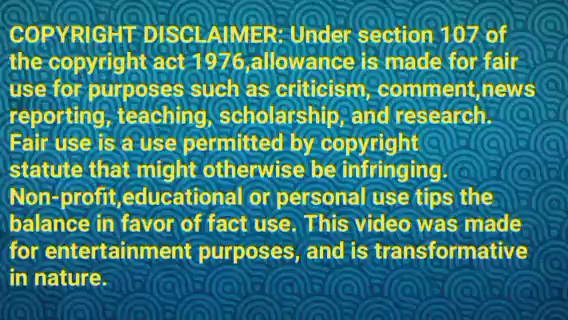 COPYRIGHT DISCLAIMER: Under section 107 of
the copyright act 1976,allowance is made for fair
use for purposes such as criticism, comment,news
reporting, teaching, scholarship, and research.
Fair use is a use permitted by copyright
statute that might otherwise be infringing.
Non-profit,educational or personal use tips the
balance in favor of fact use. This video was made
for entertainment purposes, and is transformative
in nature.